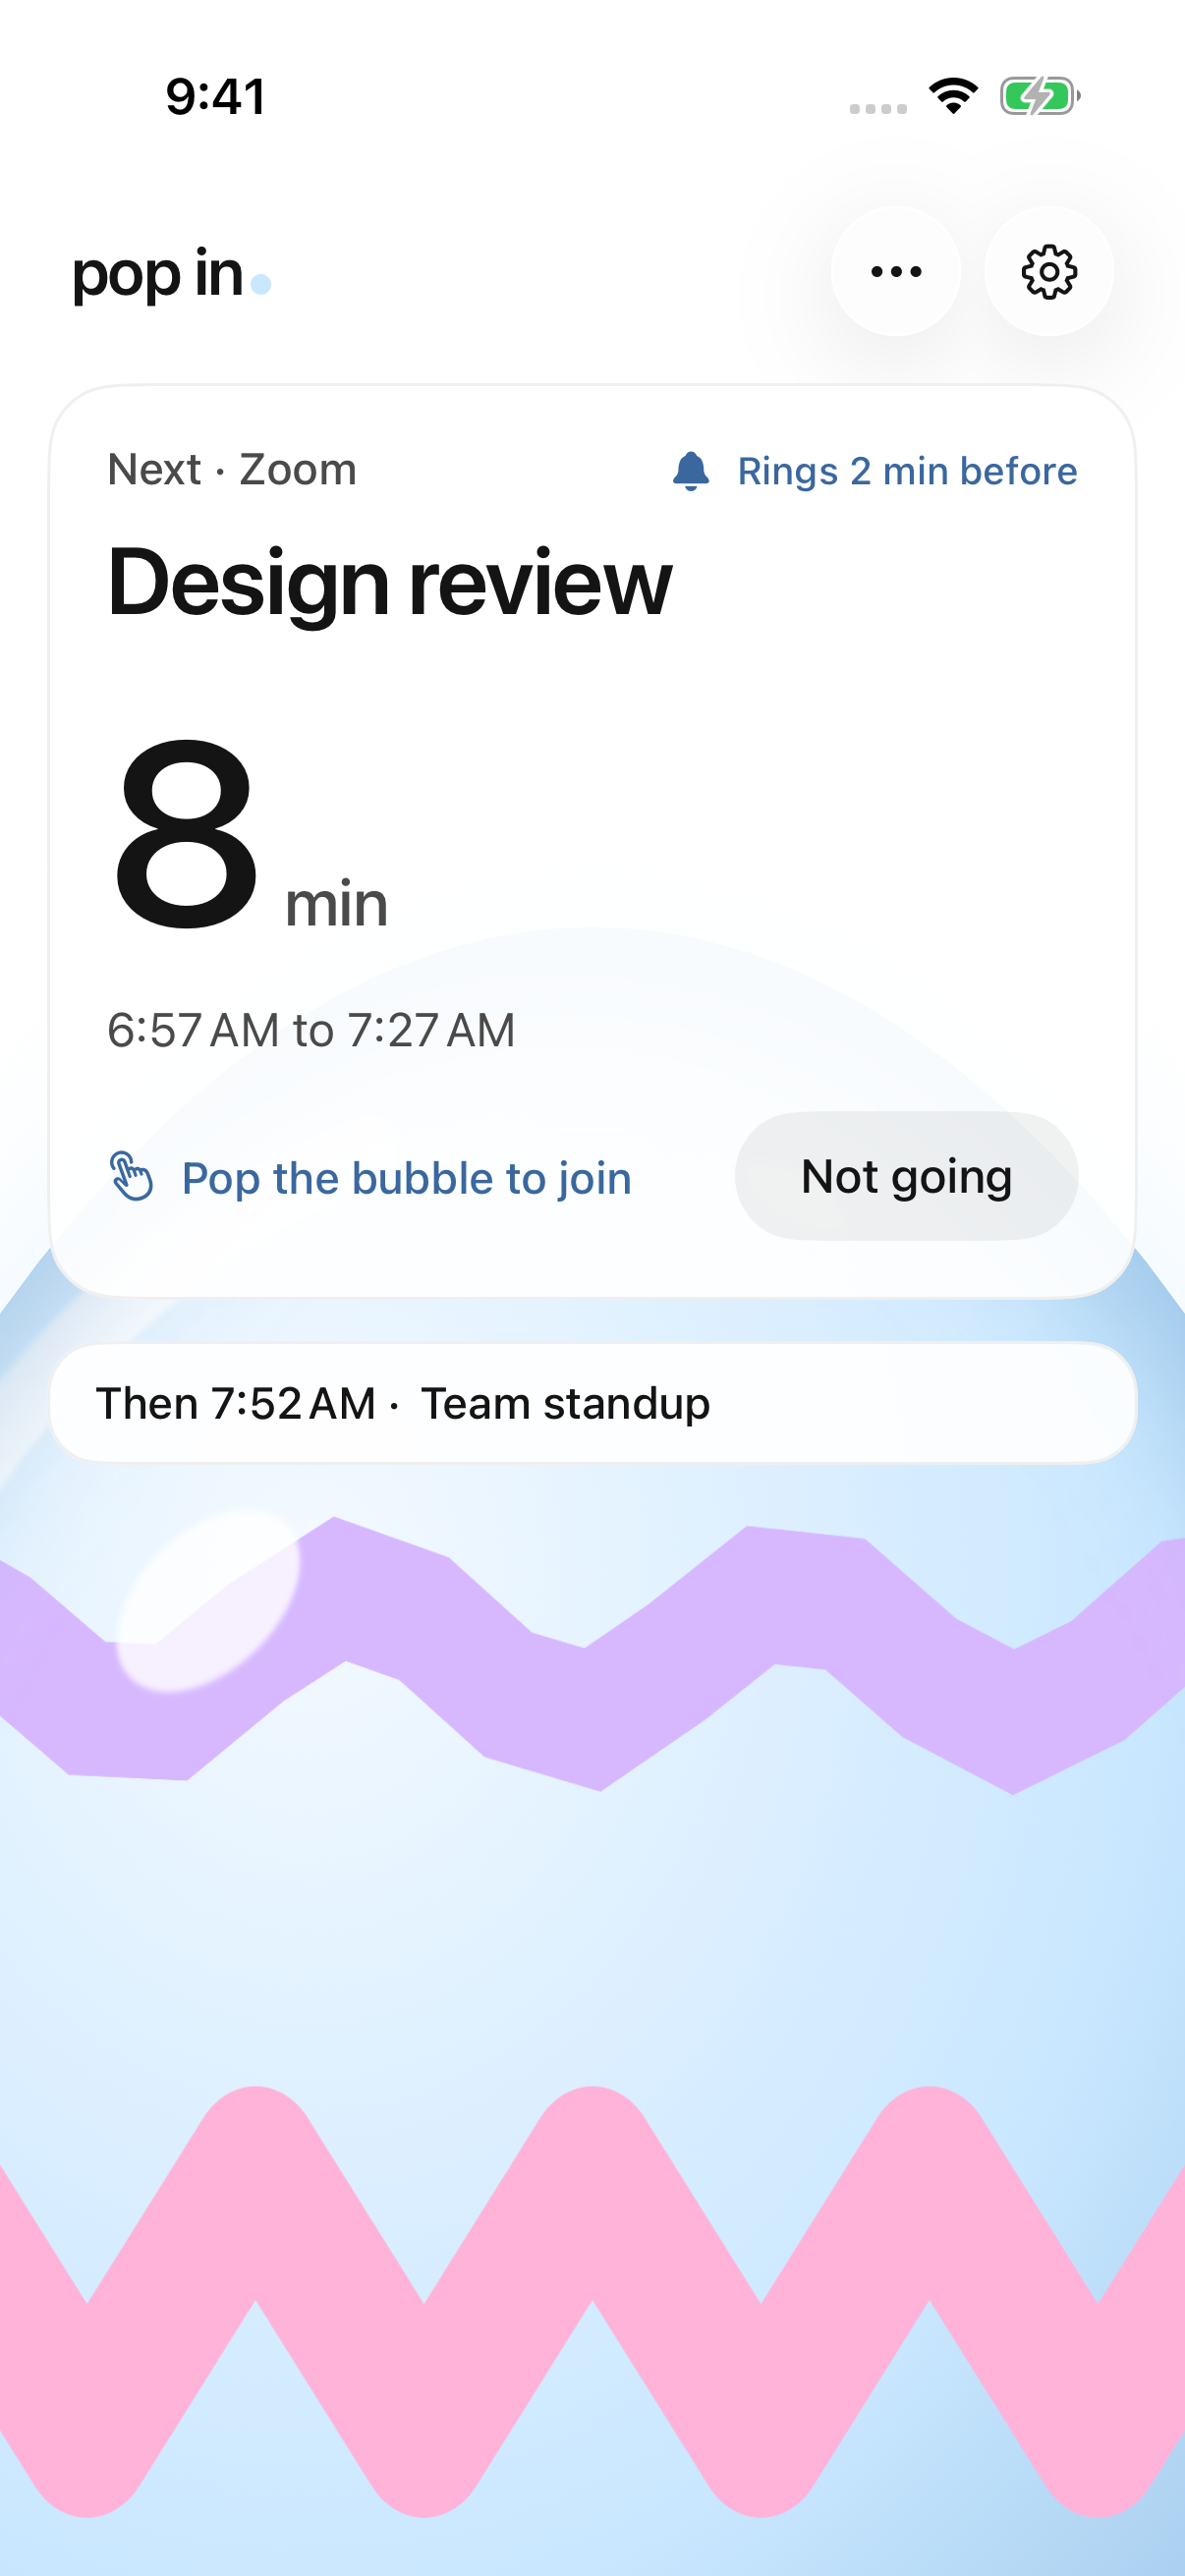 9:41
pop in
Next · Zoom
Rings 2 min before
Design review
8 min
6:57 AM to 7:27 AM
Pop the bubble to join
Not going
Then 7:52 AM · Team standup